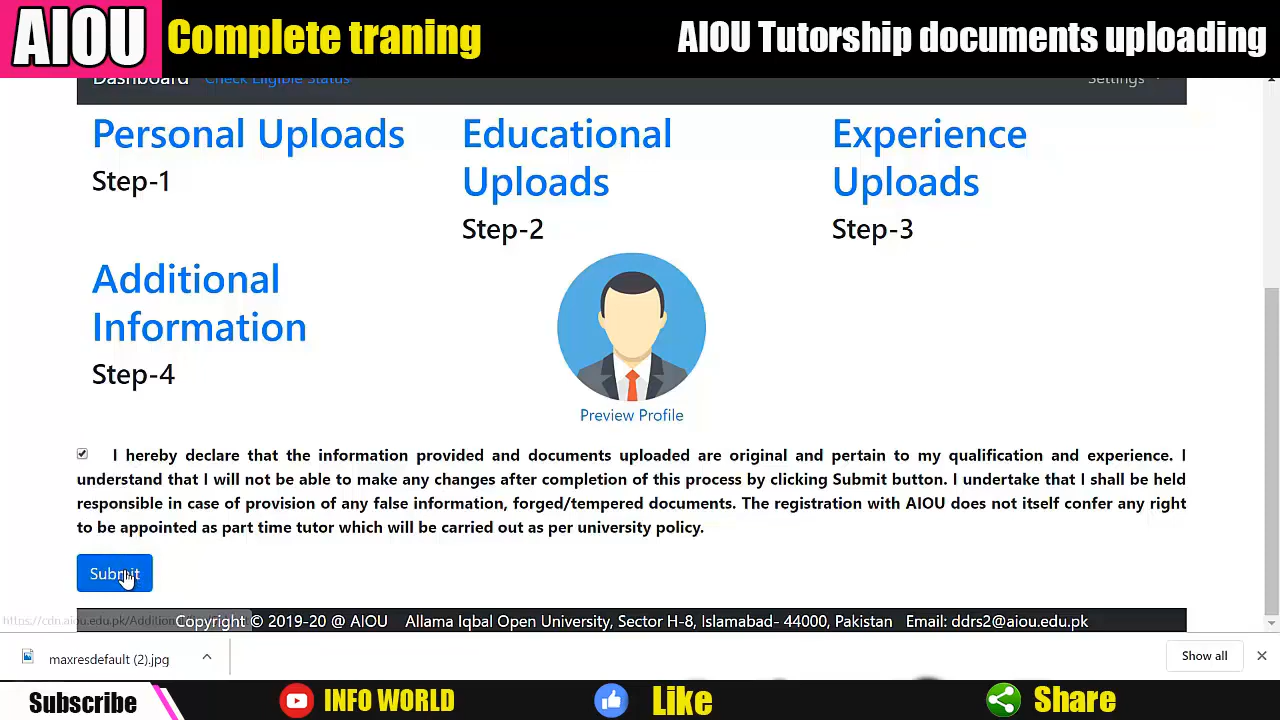 AIOU Complete traning AIOU Tutorship documents uploading
Dashboard Check Eligible Status Settings
Personal Uploads
Step-1
Educational
Uploads
Step-2
Experience
Uploads
Step-3
Additional
Information
Step-4
Preview Profile
I hereby declare that the information provided and documents uploaded are original and pertain to my qualification and experience. I
understand that I will not be able to make any changes after completion of this process by clicking Submit button. I undertake that I shall be held
responsible in case of provision of any false information, forged/tempered documents. The registration with AIOU does not itself confer any right
to be appointed as part time tutor which will be carried out as per university policy.
Submit
https://cdn.aiou.edu.pk/Addition
Copyright © 2019-20 @ AIOU Allama Iqbal Open University, Sector H-8, Islamabad- 44000, Pakistan Email: ddrs2@aiou.edu.pk
maxresdefault (2).jpg Show all
Subscribe INFO WORLD Like Share